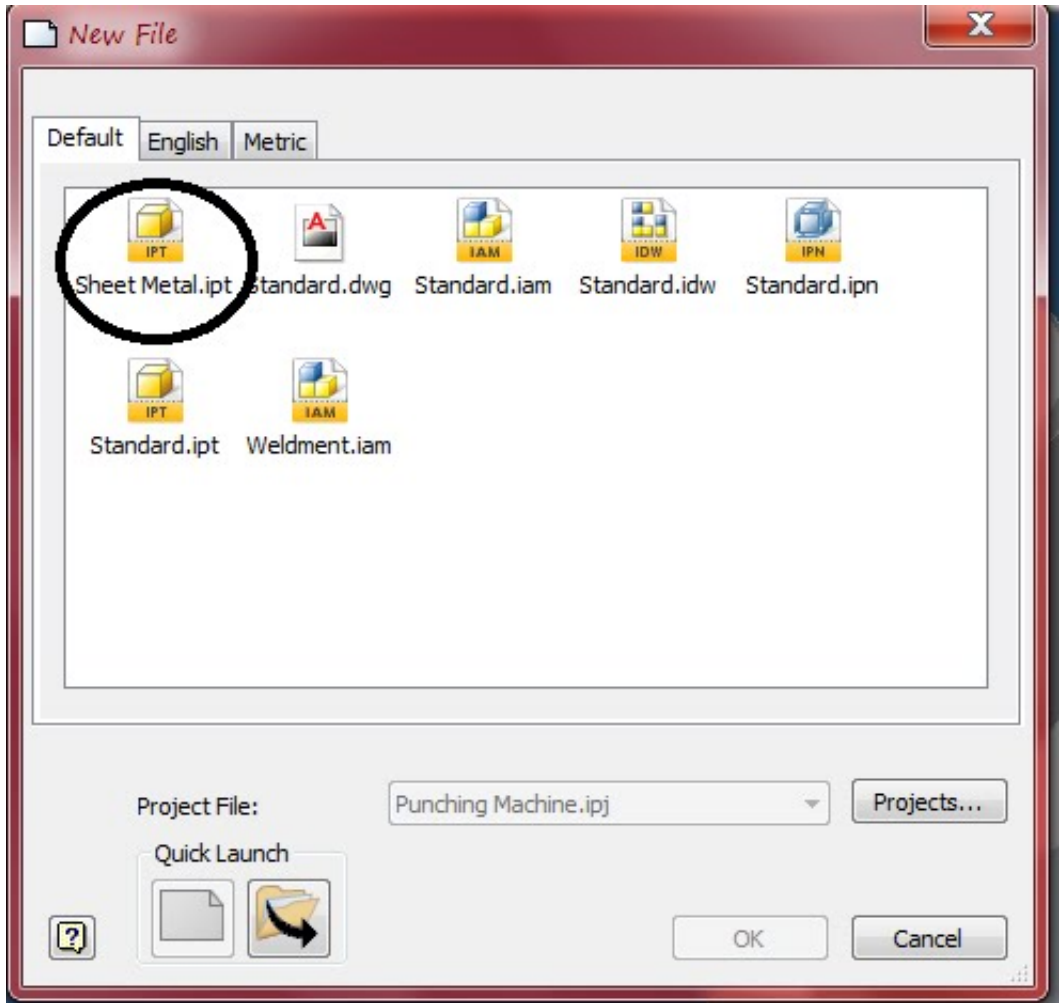 New File
X
Default English Metric
IPT IAM IDW IPN
Sheet Metal.ipt Standard.dwg Standard.iam Standard.idw Standard.ipn
IPT IAM
Standard.ipt Weldment.iam
Project File: Punching Machine.ipj Projects...
Quick Launch
? OK Cancel